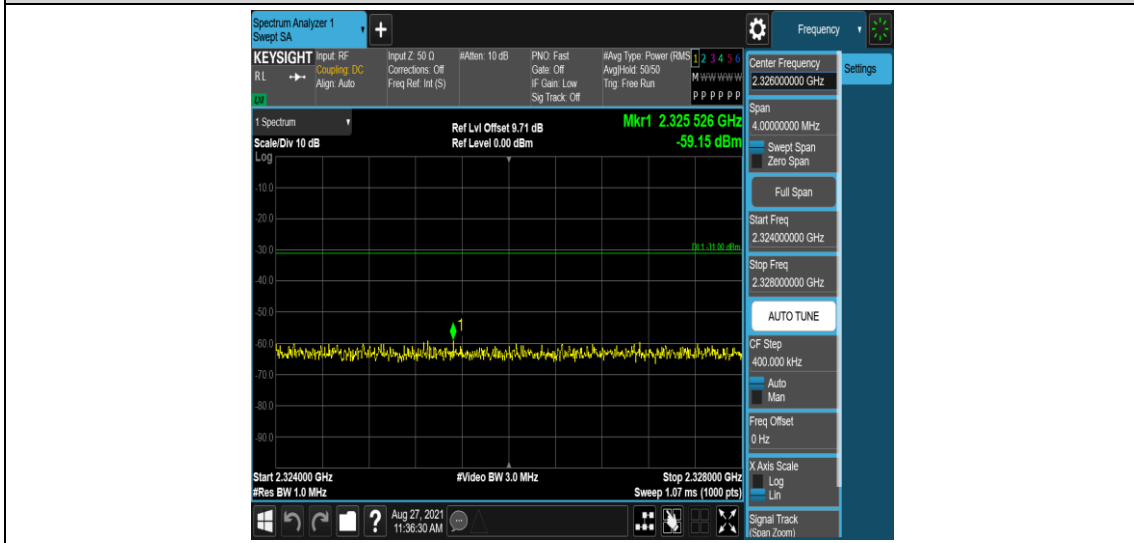 Spectrum Analyzer 1
Swept SA
+
Frequency
KEYSIGHT
RL
LXI
Input: RF
Coupling: DC
Align: Auto
Input Z: 50 Ω
Corrections: Off
Freq Ref: Int (S)
#Atten: 10 dB
PNO: Fast
Gate: Off
IF Gain: Low
Sig Track: Off
#Avg Type: Power (RMS
Avg|Hold: 50/50
Trig: Free Run
1 2 3 4 5 6
M W W W W W
P P P P P P
1 Spectrum
Scale/Div 10 dB
Log
Ref Lvl Offset 9.71 dB
Ref Level 0.00 dBm
Mkr1 2.325 526 GHz
-59.15 dBm
-10.0
-20.0
-30.0
DL1 -31.00 dBm
-40.0
-50.0
1
-60.0
-70.0
-80.0
-90.0
Start 2.324000 GHz
#Res BW 1.0 MHz
#Video BW 3.0 MHz
Stop 2.328000 GHz
Sweep 1.07 ms (1000 pts)
?
Aug 27, 2021
11:36:30 AM
Center Frequency
2.326000000 GHz
Settings
Span
4.00000000 MHz
Swept Span
Zero Span
Full Span
Start Freq
2.324000000 GHz
Stop Freq
2.328000000 GHz
AUTO TUNE
CF Step
400.000 kHz
Auto
Man
Freq Offset
0 Hz
X Axis Scale
Log
Lin
Signal Track
(Span Zoom)